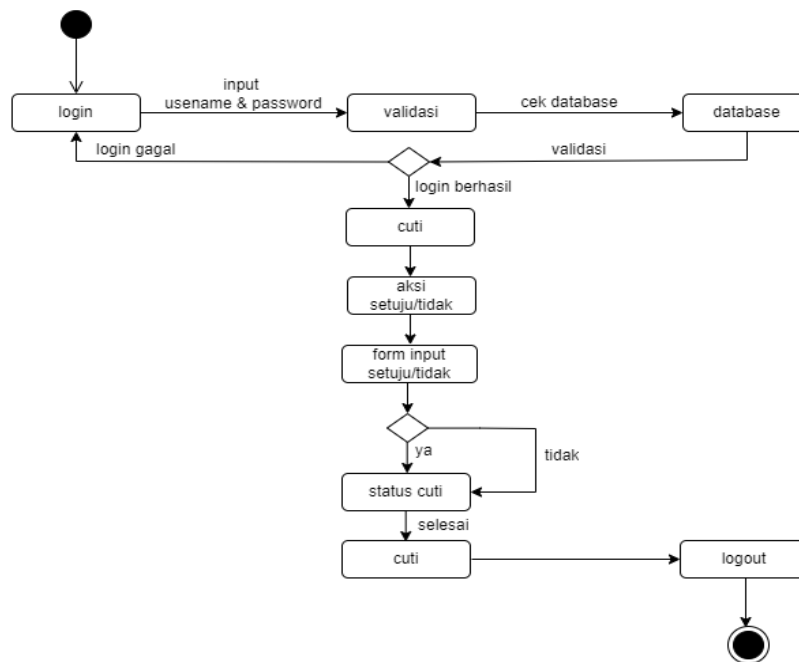 input
usename & password
login
validasi
cek database
database
login gagal
validasi
login berhasil
cuti
aksi
setuju/tidak
form input
setuju/tidak
ya
tidak
status cuti
selesai
cuti
logout